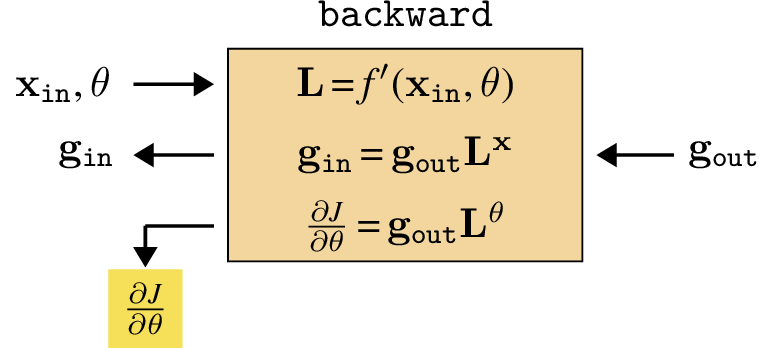 backward
x_in, θ
L = f′(x_in, θ)
g_in
g_in = g_out L^x
g_out
∂J/∂θ = g_out L^θ
∂J/∂θ